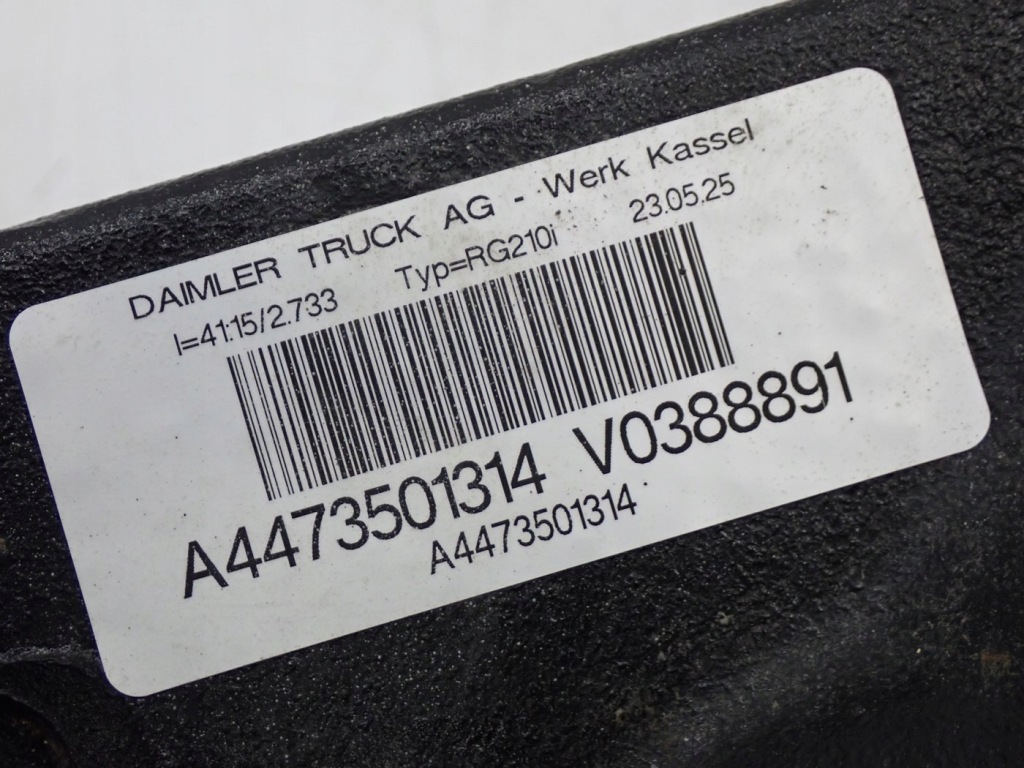 DAIMLER TRUCK AG - Werk Kassel
I=41:15/2.733 Typ=RG210i 23.05.25
A4473501314 V0388891
A4473501314